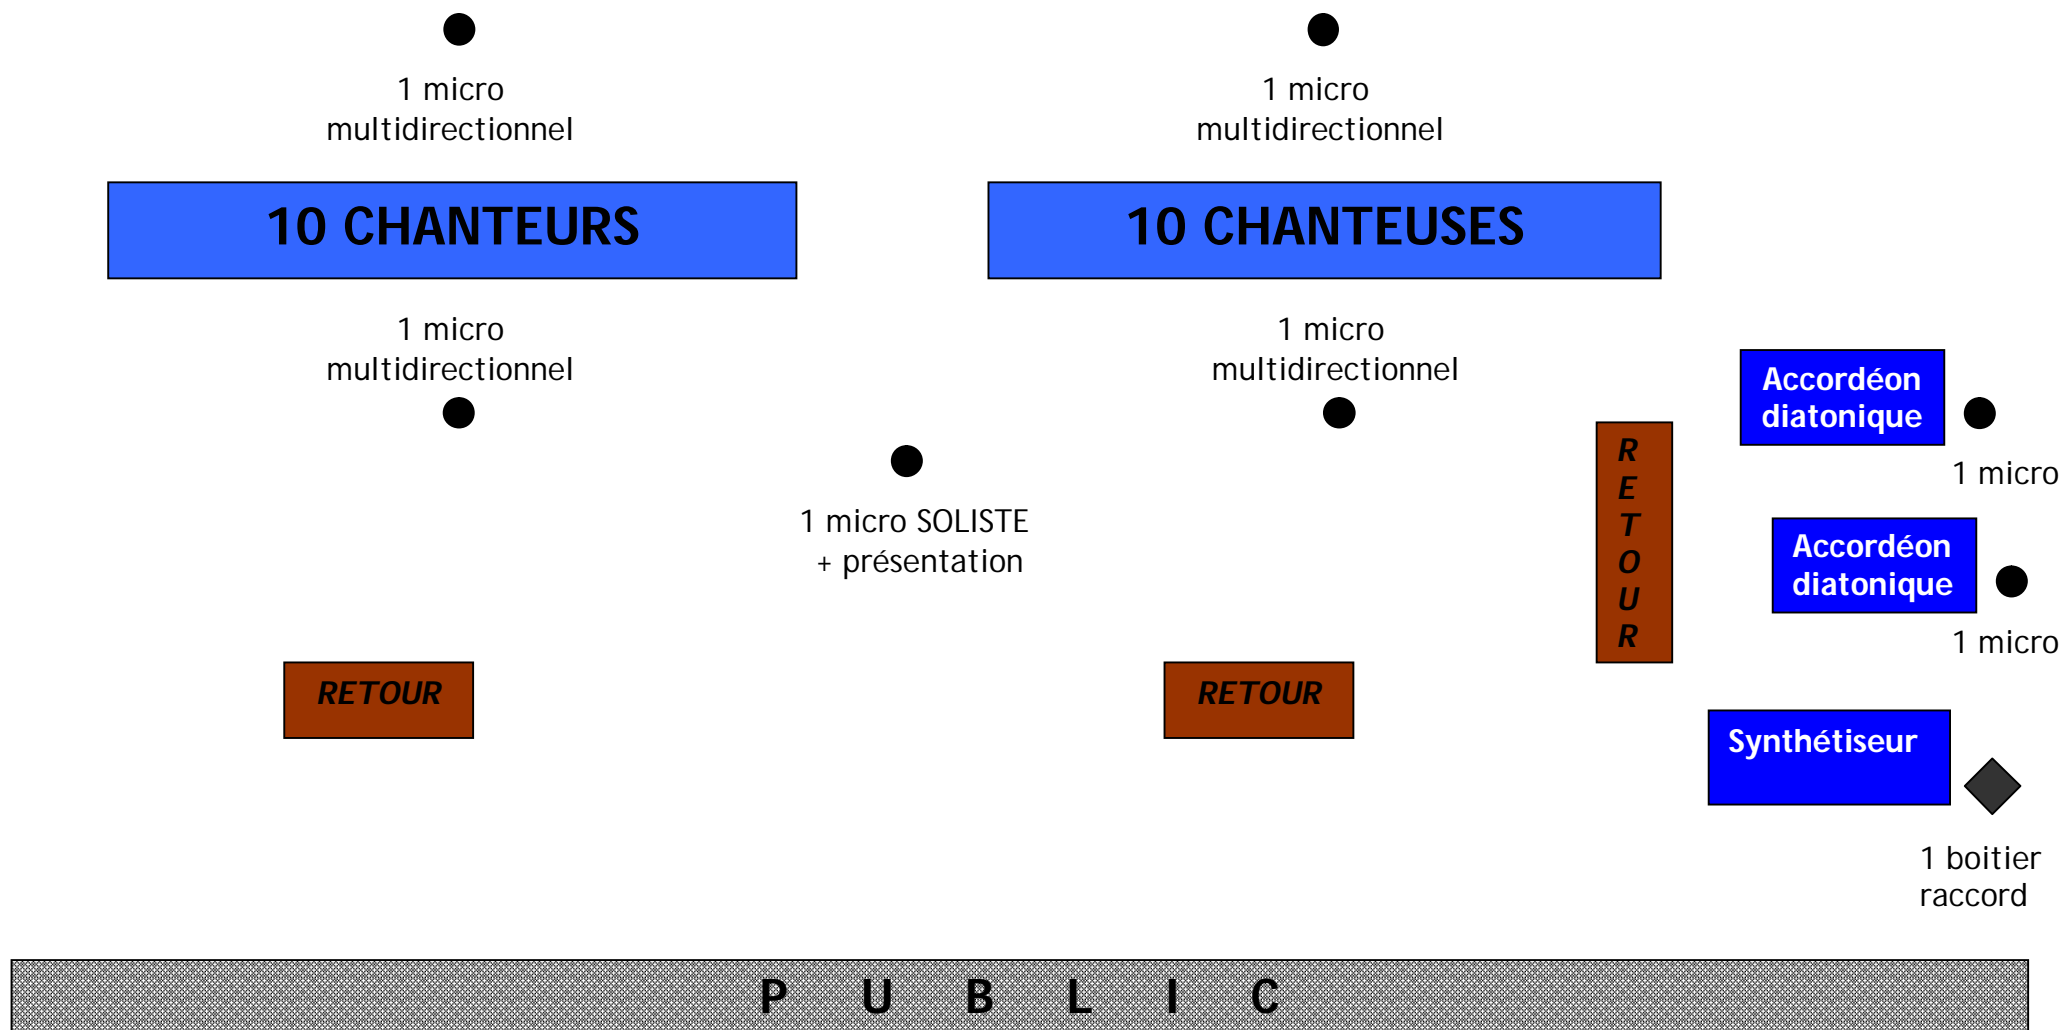 1 micro
multidirectionnel
1 micro
multidirectionnel
10 CHANTEURS
10 CHANTEUSES
1 micro
multidirectionnel
1 micro
multidirectionnel
Accordéon
diatonique
1 micro
1 micro SOLISTE
+ présentation
R
E
T
O
U
R
Accordéon
diatonique
1 micro
RETOUR
RETOUR
Synthétiseur
1 boitier
raccord
P U B L I C